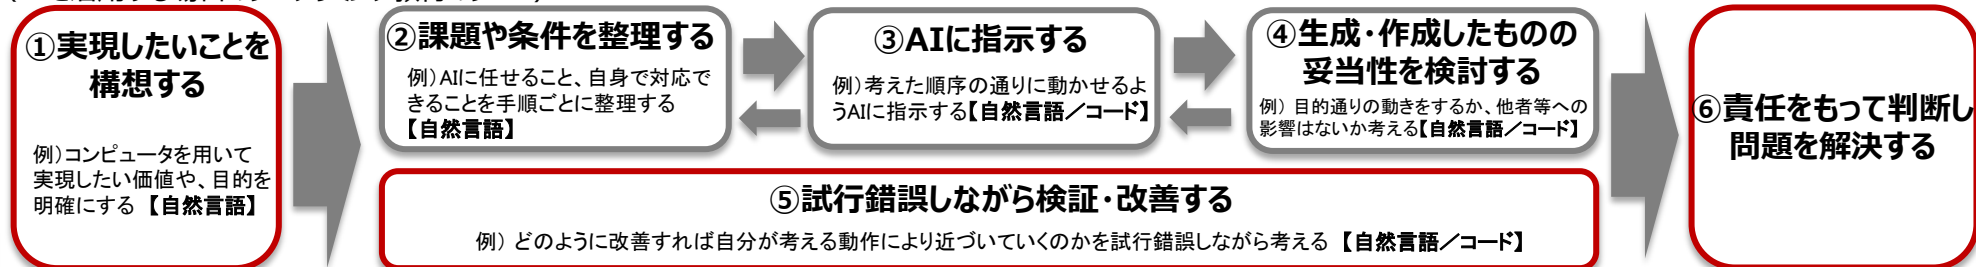 ①実現したいことを
構想する
例）コンピュータを用いて
実現したい価値や、目的を
明確にする【自然言語】
②課題や条件を整理する
例）AIに任せること、自身で対応で
きることを手順ごとに整理する
【自然言語】
③AIに指示する
例）考えた順序の通りに動かせるよ
うAIに指示する【自然言語／コード】
④生成・作成したものの
妥当性を検討する
例） 目的通りの動きをするか、他者等への
影響はないか考える【自然言語／コード】
⑤試行錯誤しながら検証・改善する
例） どのように改善すれば自分が考える動作により近づいていくのかを試行錯誤しながら考える 【自然言語／コード】
⑥責任をもって判断し
問題を解決する